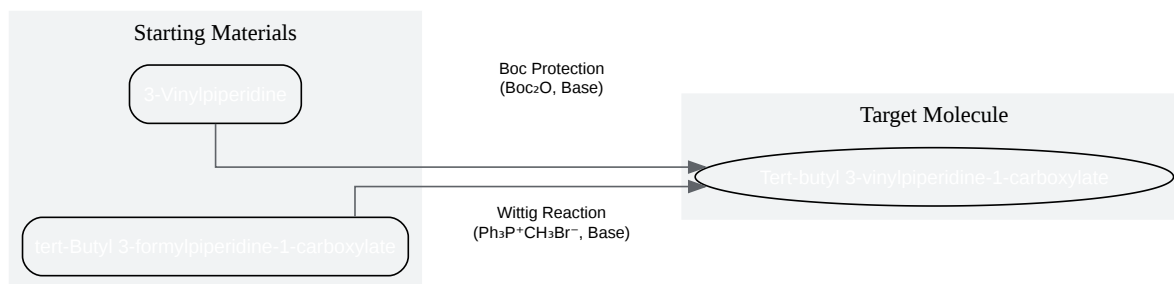 Starting Materials
3-Vinylpiperidine
tert-Butyl 3-formylpiperidine-1-carboxylate
Boc Protection
(Boc₂O, Base)
Wittig Reaction
(Ph₃P⁺CH₃Br⁻, Base)
Target Molecule
Tert-butyl 3-vinylpiperidine-1-carboxylate